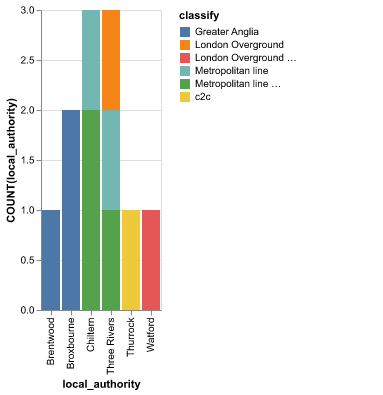 3.0
2.5
2.0
1.5
1.0
0.5
0.0
COUNT(local_authority)
Brentwood
Broxbourne
Chiltern
Three Rivers
Thurrock
Watford
local_authority
classify
Greater Anglia
London Overground
London Overground …
Metropolitan line
Metropolitan line …
c2c